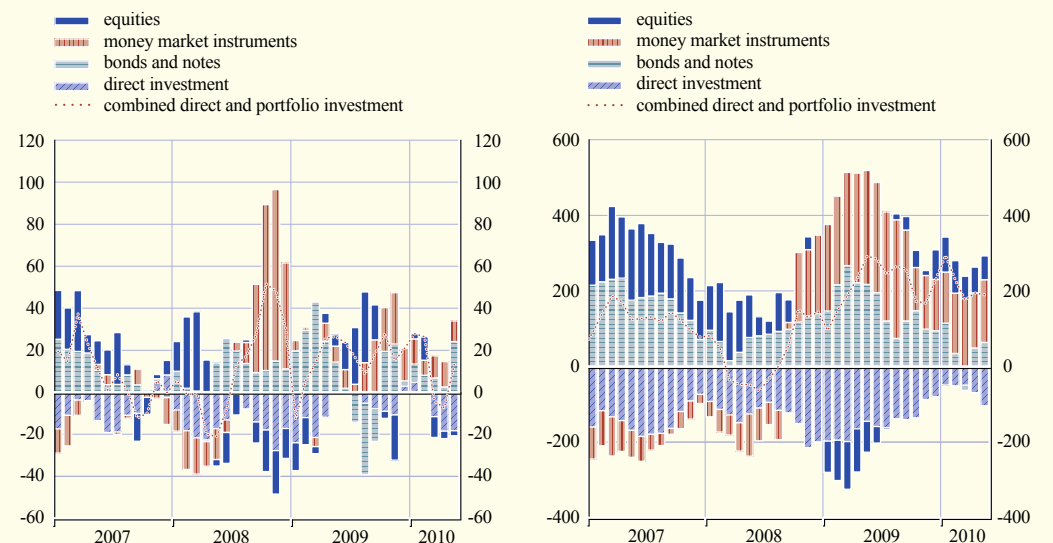 equities
money market instruments
bonds and notes
direct investment
combined direct and portfolio investment
120 120
100 100
80 80
60 60
40 40
20 20
0 0
-20 -20
-40 -40
-60 -60
2007 2008 2009 2010
equities
money market instruments
bonds and notes
direct investment
combined direct and portfolio investment
600 600
400 400
200 200
0 0
-200 -200
-400 -400
2007 2008 2009 2010